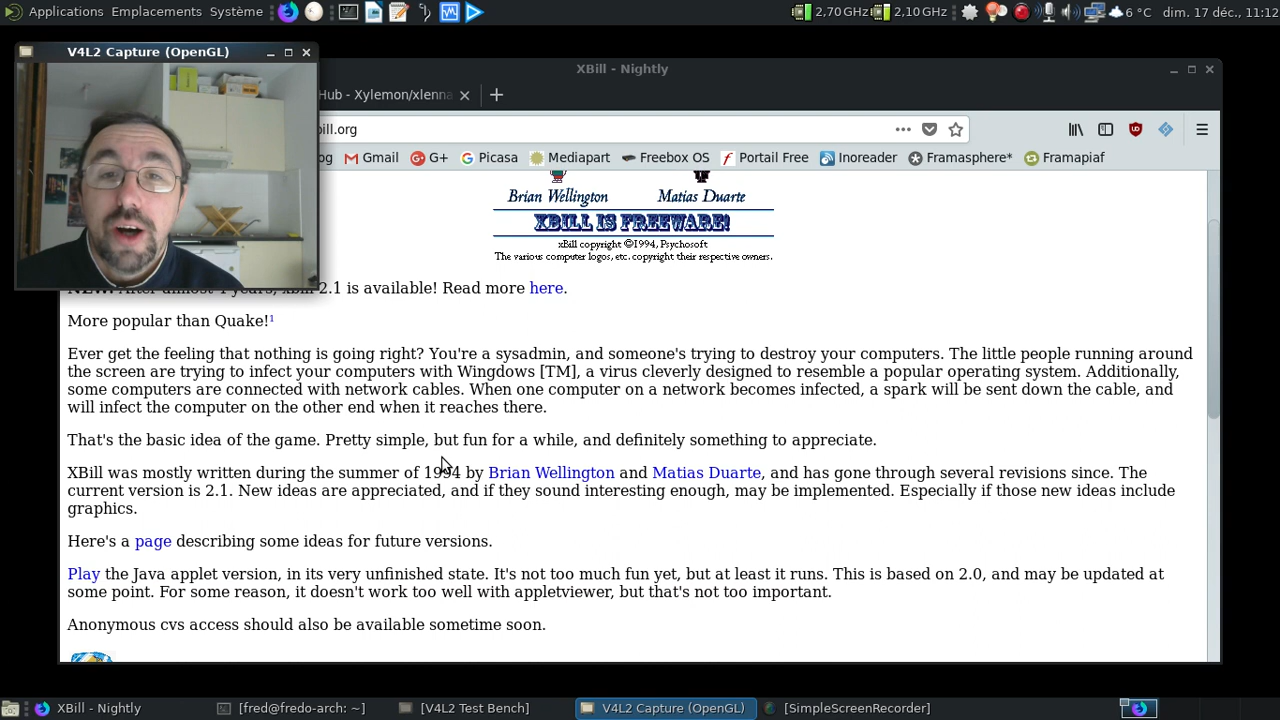 Applications Emplacements Système 2,70 GHz 2,10 GHz 6 °C dim. 17 déc., 11:12
V4L2 Capture (OpenGL)
XBill - Nightly
Hub - Xylemon/xlenna
bill.org
og Gmail G+ Picasa Mediapart Freebox OS Portail Free Inoreader Framasphere* Framapiaf
Brian Wellington Matias Duarte
XBILL IS FREEWARE!
xBill copyright ©1994, Psychosoft
The various computer logos, etc. copyright their respective owners.
2.1 is available! Read more here.
More popular than Quake!¹
Ever get the feeling that nothing is going right? You're a sysadmin, and someone's trying to destroy your computers. The little people running around
the screen are trying to infect your computers with Wingdows [TM], a virus cleverly designed to resemble a popular operating system. Additionally,
some computers are connected with network cables. When one computer on a network becomes infected, a spark will be sent down the cable, and
will infect the computer on the other end when it reaches there.
That's the basic idea of the game. Pretty simple, but fun for a while, and definitely something to appreciate.
XBill was mostly written during the summer of 1994 by Brian Wellington and Matias Duarte, and has gone through several revisions since. The
current version is 2.1. New ideas are appreciated, and if they sound interesting enough, may be implemented. Especially if those new ideas include
graphics.
Here's a page describing some ideas for future versions.
Play the Java applet version, in its very unfinished state. It's not too much fun yet, but at least it runs. This is based on 2.0, and may be updated at
some point. For some reason, it doesn't work too well with appletviewer, but that's not too important.
Anonymous cvs access should also be available sometime soon.
XBill - Nightly [fred@fredo-arch: ~] [V4L2 Test Bench] V4L2 Capture (OpenGL) [SimpleScreenRecorder]